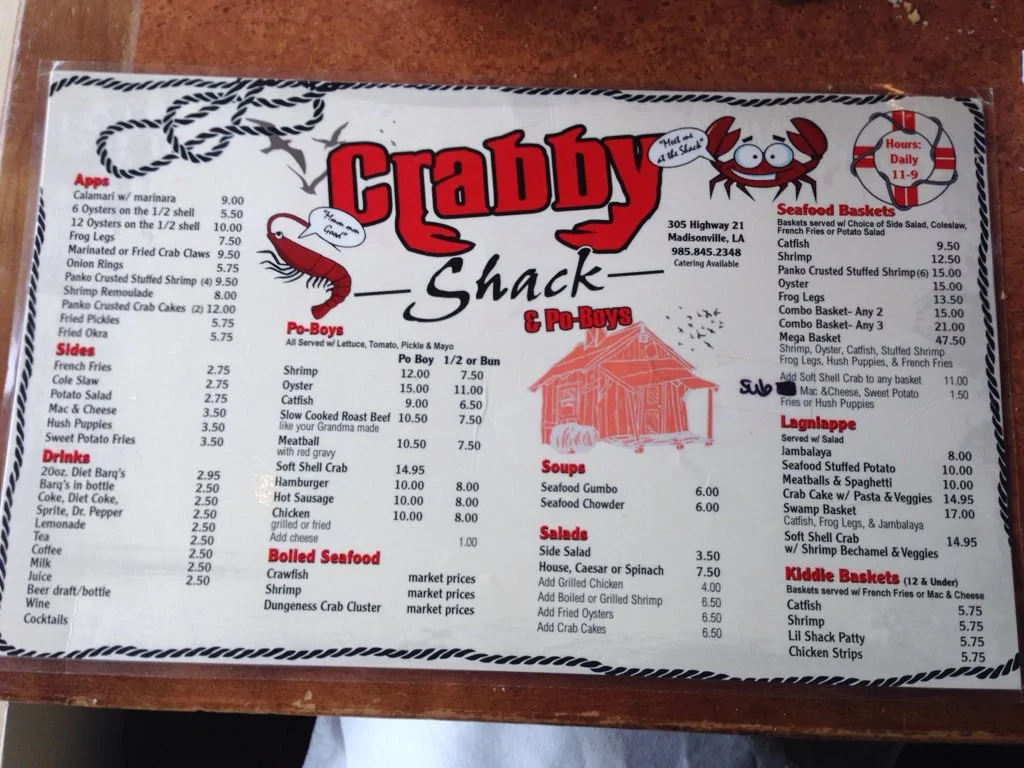 Crabby
Shack
& Po-Boys
"Meet me
at the Shack"
"Mmm mm
Good"
305 Highway 21
Madisonville, LA
985.845.2348
Catering Available
Hours:
Daily
11-9
Apps
Calamari w/ marinara 9.00
6 Oysters on the 1/2 shell 5.50
12 Oysters on the 1/2 shell 10.00
Frog Legs 7.50
Marinated or Fried Crab Claws 9.50
Onion Rings 5.75
Panko Crusted Stuffed Shrimp (4) 9.50
Shrimp Remoulade 8.00
Panko Crusted Crab Cakes (2) 12.00
Fried Pickles 5.75
Fried Okra 5.75
Sides
French Fries 2.75
Cole Slaw 2.75
Potato Salad 2.75
Mac & Cheese 3.50
Hush Puppies 3.50
Sweet Potato Fries 3.50
Drinks
20oz. Diet Barq's 2.95
Barq's in bottle 2.50
Coke, Diet Coke, 2.50
Sprite, Dr. Pepper 2.50
Lemonade 2.50
Tea 2.50
Coffee 2.50
Milk 2.50
Juice 2.50
Beer draft/bottle
Wine
Cocktails
Po-Boys
All Served w/ Lettuce, Tomato, Pickle & Mayo
Po Boy 1/2 or Bun
Shrimp 12.00 7.50
Oyster 15.00 11.00
Catfish 9.00 6.50
Slow Cooked Roast Beef 10.50 7.50
like your Grandma made
Meatball 10.50 7.50
with red gravy
Soft Shell Crab 14.95
Hamburger 10.00 8.00
Hot Sausage 10.00 8.00
Chicken 10.00 8.00
grilled or fried
Add cheese 1.00
Boiled Seafood
Crawfish market prices
Shrimp market prices
Dungeness Crab Cluster market prices
Soups
Seafood Gumbo 6.00
Seafood Chowder 6.00
Salads
Side Salad 3.50
House, Caesar or Spinach 7.50
Add Grilled Chicken 4.00
Add Boiled or Grilled Shrimp 6.50
Add Fried Oysters 6.50
Add Crab Cakes 6.50
Seafood Baskets
Baskets served w/ Choice of Side Salad, Coleslaw,
French Fries or Potato Salad
Catfish 9.50
Shrimp 12.50
Panko Crusted Stuffed Shrimp (6) 15.00
Oyster 15.00
Frog Legs 13.50
Combo Basket- Any 2 15.00
Combo Basket- Any 3 21.00
Mega Basket 47.50
Shrimp, Oyster, Catfish, Stuffed Shrimp
Frog Legs, Hush Puppies, & French Fries
Add Soft Shell Crab to any basket 11.00
Sub Mac &Cheese, Sweet Potato 1.50
Fries or Hush Puppies
Lagniappe
Served w/ Salad
Jambalaya 8.00
Seafood Stuffed Potato 10.00
Meatballs & Spaghetti 10.00
Crab Cake w/ Pasta & Veggies 14.95
Swamp Basket 17.00
Catfish, Frog Legs, & Jambalaya
Soft Shell Crab 14.95
w/ Shrimp Bechamel & Veggies
Kiddie Baskets (12 & Under)
Baskets served w/ French Fries or Mac & Cheese
Catfish 5.75
Shrimp 5.75
Lil Shack Patty 5.75
Chicken Strips 5.75